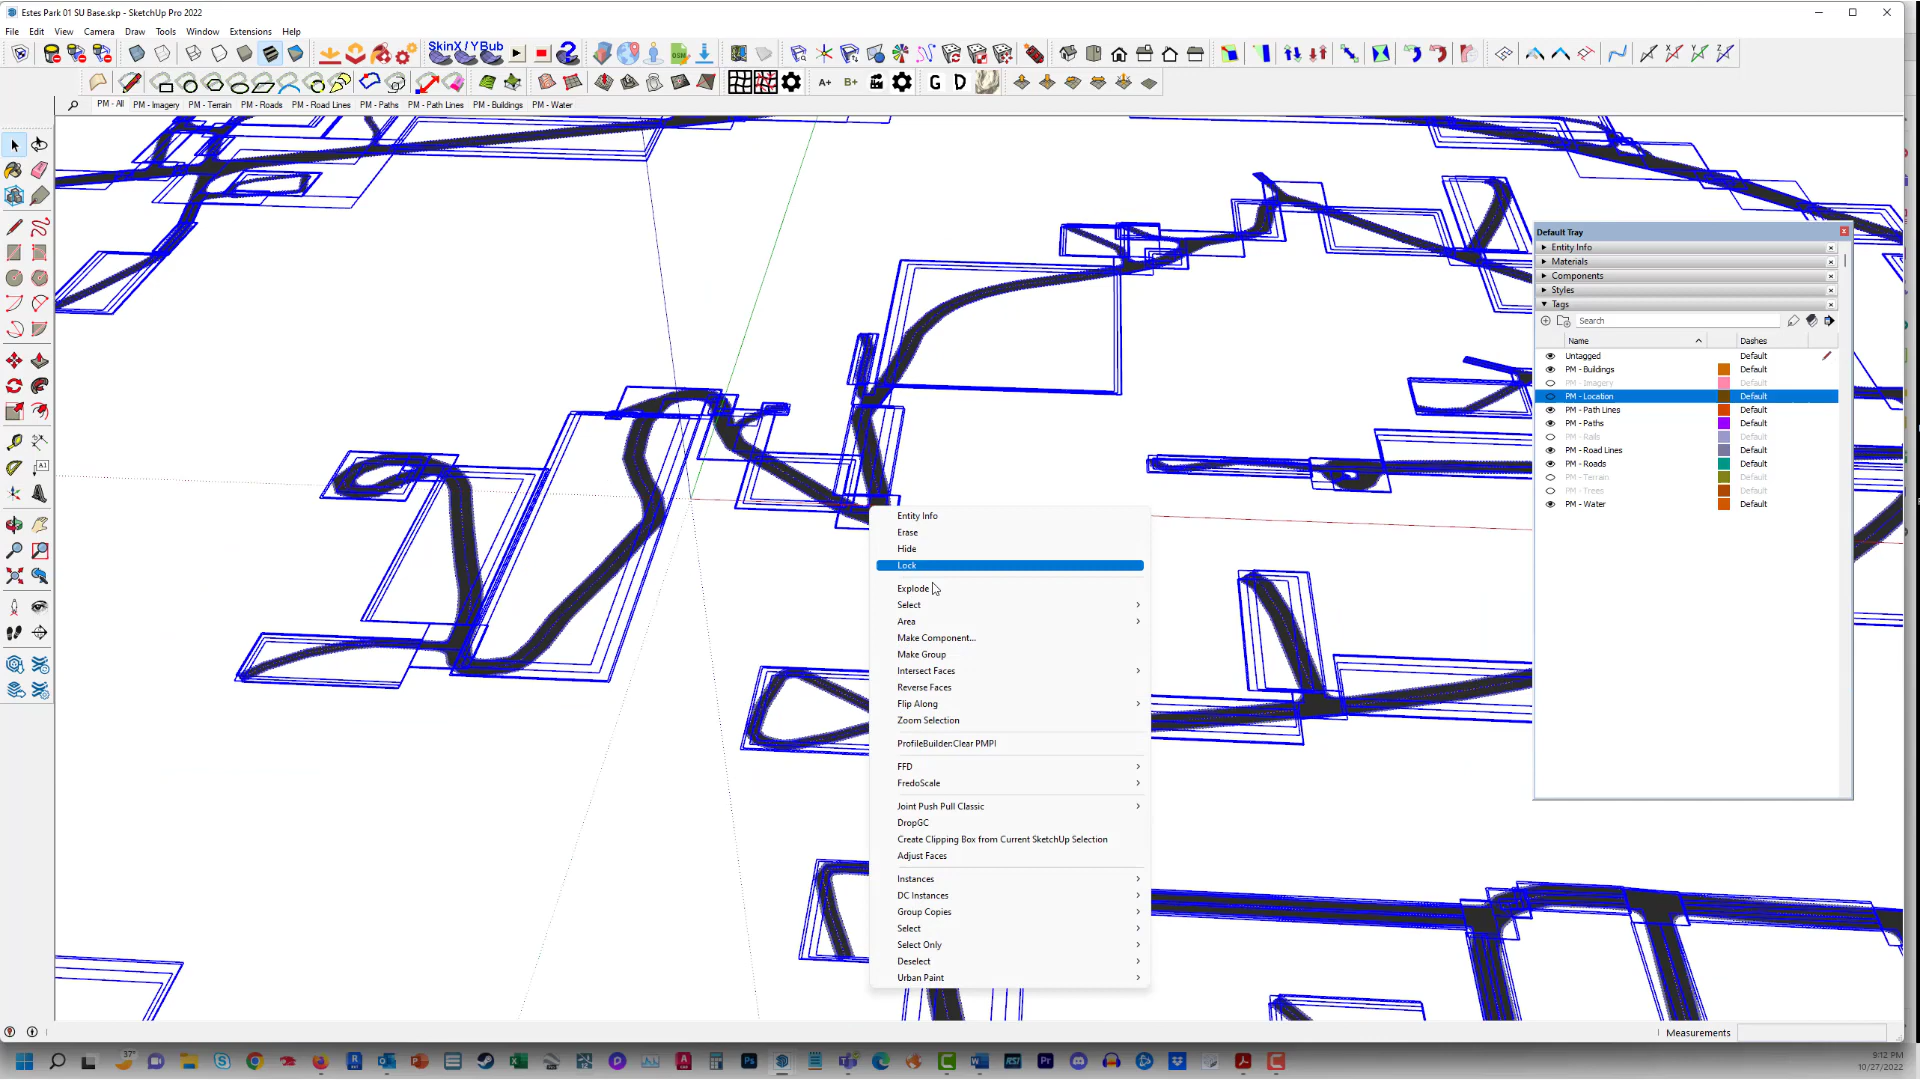 Estes Park 01 SU Base.skp - SketchUp Pro 2022
File Edit View Camera Draw Tools Window Extensions Help
SkinX / YBub
A+ B+ G D
PM - All PM - Imagery PM - Terrain PM - Roads PM - Road Lines PM - Paths PM - Path Lines PM - Buildings PM - Water
Default Tray
Entity Info
Materials
Components
Styles
Tags
Search
Name Dashes
Untagged Default
PM - Buildings Default
PM - Imagery Default
PM - Location Default
PM - Path Lines Default
PM - Paths Default
PM - Rails Default
PM - Road Lines Default
PM - Roads Default
PM - Terrain Default
PM - Trees Default
PM - Water Default
Entity Info
Erase
Hide
Lock
Explode
Select
Area
Make Component...
Make Group
Intersect Faces
Reverse Faces
Flip Along
Zoom Selection
ProfileBuilder:Clear PMPI
FFD
FredoScale
Joint Push Pull Classic
DropGC
Create Clipping Box from Current SketchUp Selection
Adjust Faces
Instances
DC Instances
Group Copies
Select
Select Only
Deselect
Urban Paint
Measurements
37°
9:12 PM
10/27/2022